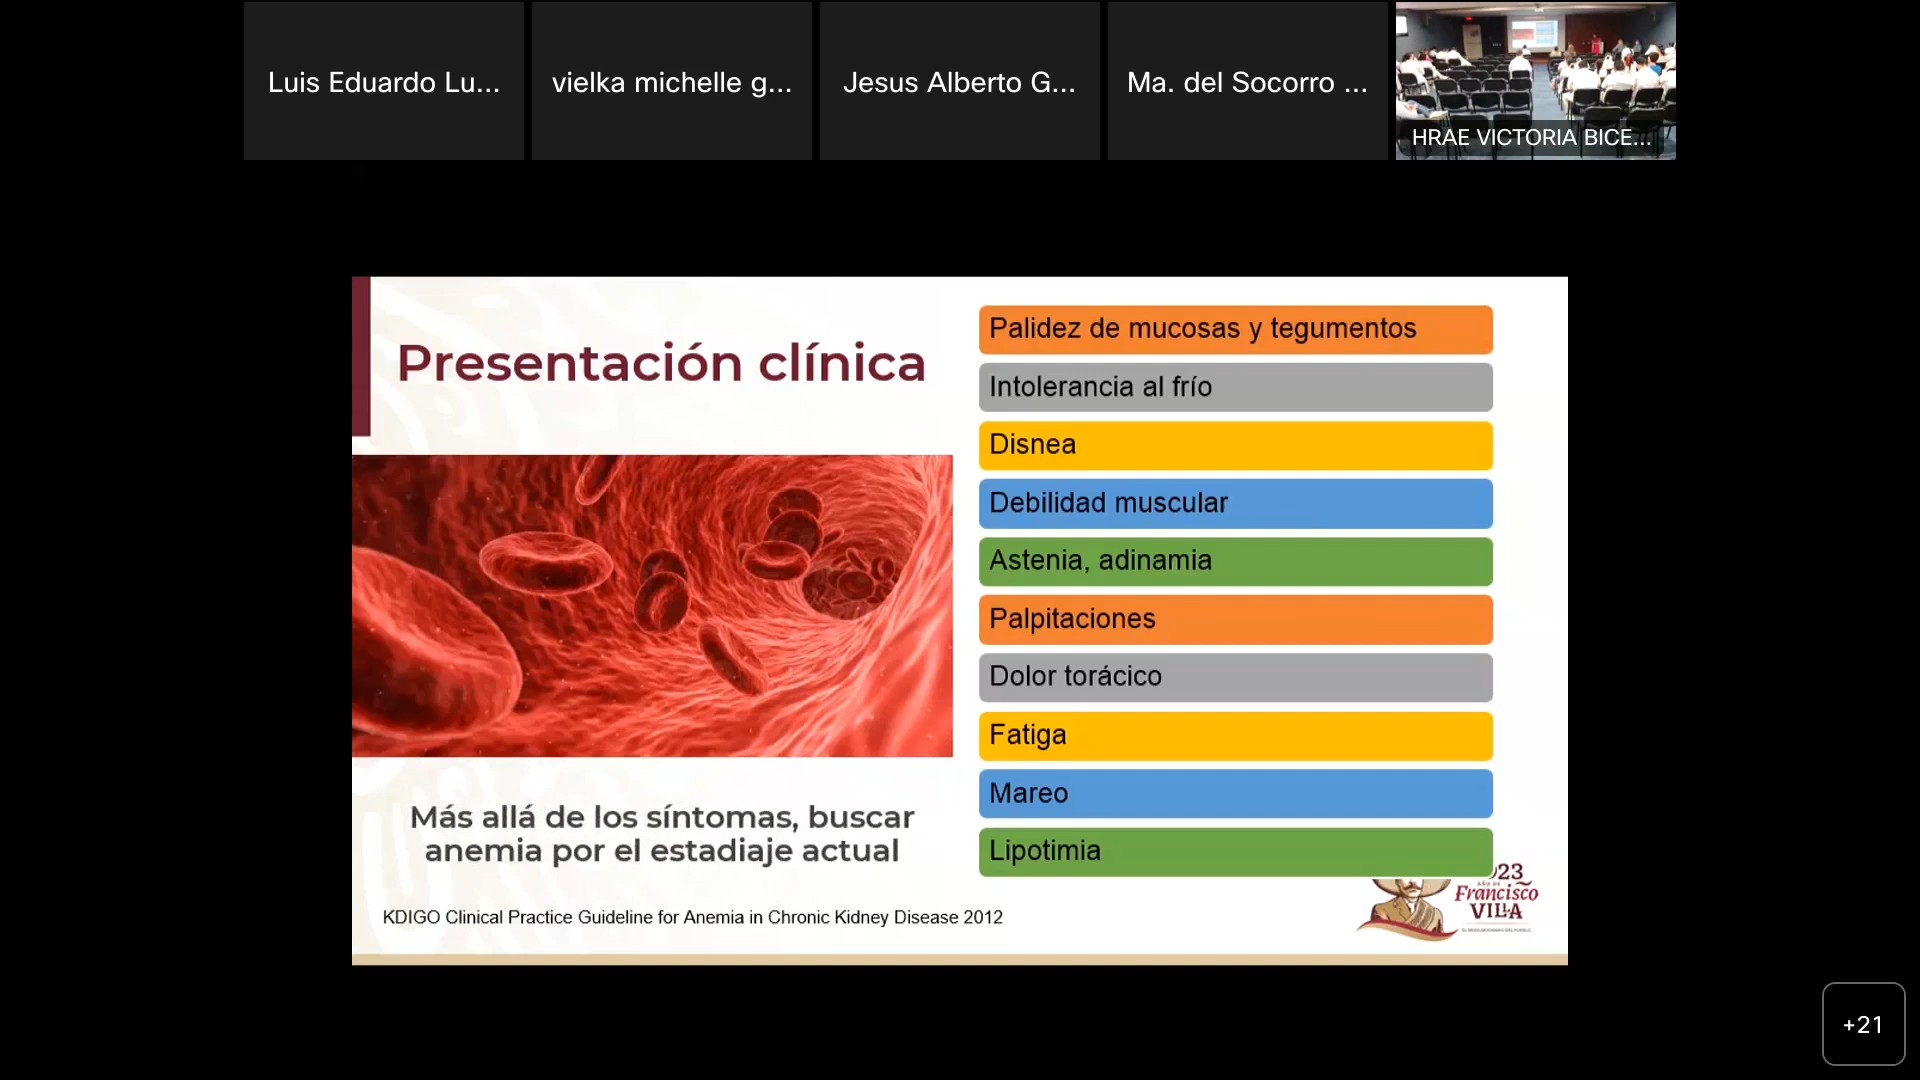 Luis Eduardo Lu...
vielka michelle g...
Jesus Alberto G...
Ma. del Socorro ...
HRAE VICTORIA BICE...
Presentación clínica
Más allá de los síntomas, buscar
anemia por el estadiaje actual
KDIGO Clinical Practice Guideline for Anemia in Chronic Kidney Disease 2012
Palidez de mucosas y tegumentos
Intolerancia al frío
Disnea
Debilidad muscular
Astenia, adinamia
Palpitaciones
Dolor torácico
Fatiga
Mareo
Lipotimia
23
Francisco
VILLA
+21